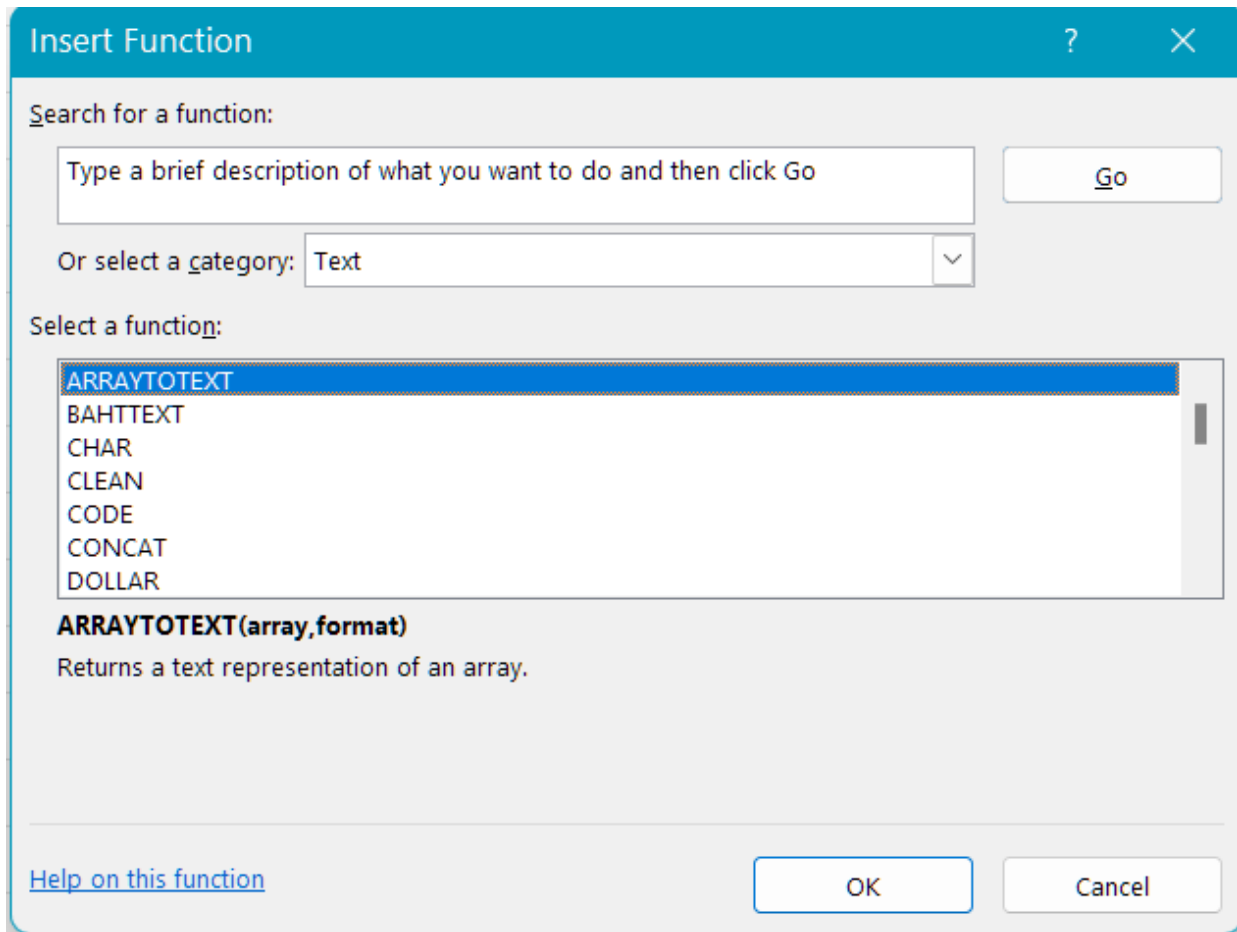 Insert Function
?
Search for a function:
Type a brief description of what you want to do and then click Go
Go
Or select a category: Text
Select a function:
ARRAYTOTEXT
BAHTTEXT
CHAR
CLEAN
CODE
CONCAT
DOLLAR
ARRAYTOTEXT(array,format)
Returns a text representation of an array.
Help on this function
OK
Cancel